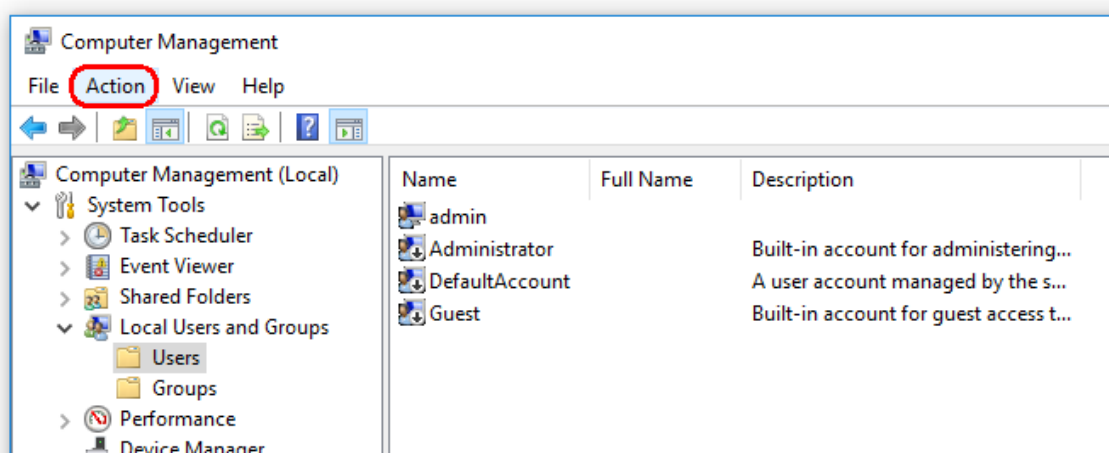 Computer Management
File Action View Help
Computer Management (Local)
System Tools
Task Scheduler
Event Viewer
Shared Folders
Local Users and Groups
Users
Groups
Performance
Device Manager
Name Full Name Description
admin
Administrator Built-in account for administering...
DefaultAccount A user account managed by the s...
Guest Built-in account for guest access t...